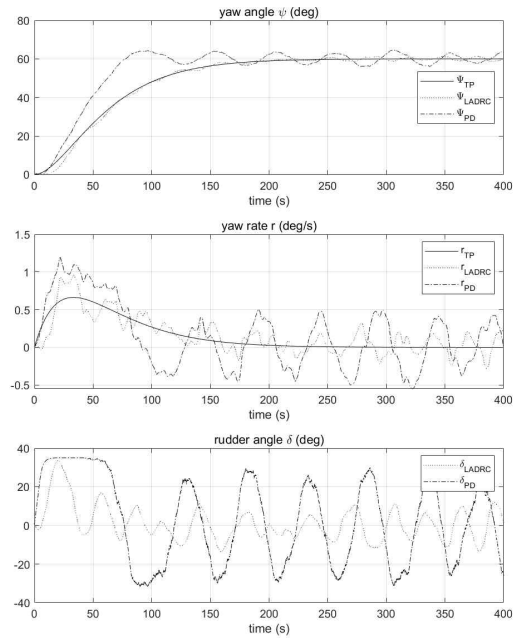 yaw angle ψ (deg)
80
60
40
20
0
Ψ_TP
Ψ_LADRC
Ψ_PD
0 50 100 150 200 250 300 350 400
time (s)
yaw rate r (deg/s)
1.5
1
0.5
0
-0.5
r_TP
r_LADRC
r_PD
0 50 100 150 200 250 300 350 400
time (s)
rudder angle δ (deg)
40
20
0
-20
-40
δ_LADRC
δ_PD
0 50 100 150 200 250 300 350 400
time (s)